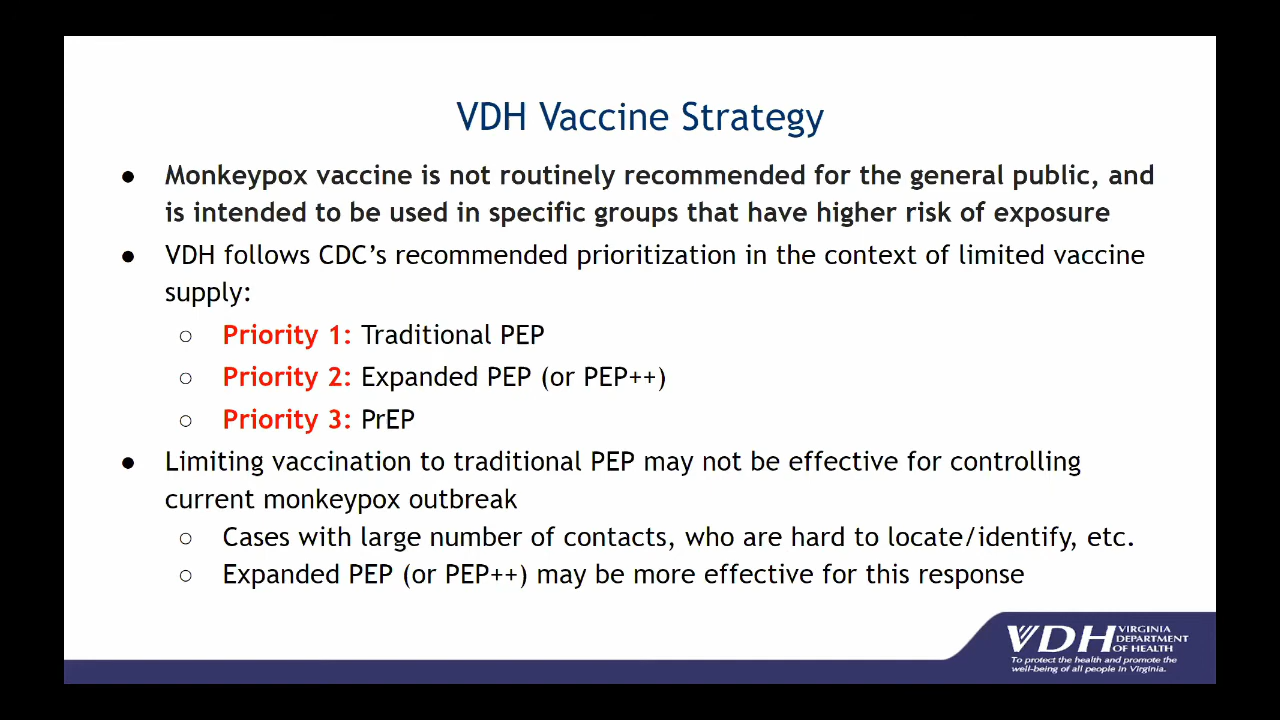 VDH Vaccine Strategy
● Monkeypox vaccine is not routinely recommended for the general public, and
is intended to be used in specific groups that have higher risk of exposure
● VDH follows CDC’s recommended prioritization in the context of limited vaccine
supply:
○ Priority 1: Traditional PEP
○ Priority 2: Expanded PEP (or PEP++)
○ Priority 3: PrEP
● Limiting vaccination to traditional PEP may not be effective for controlling
current monkeypox outbreak
○ Cases with large number of contacts, who are hard to locate/identify, etc.
○ Expanded PEP (or PEP++) may be more effective for this response
VDH VIRGINIA
DEPARTMENT
OF HEALTH
To protect the health and promote the
well-being of all people in Virginia.